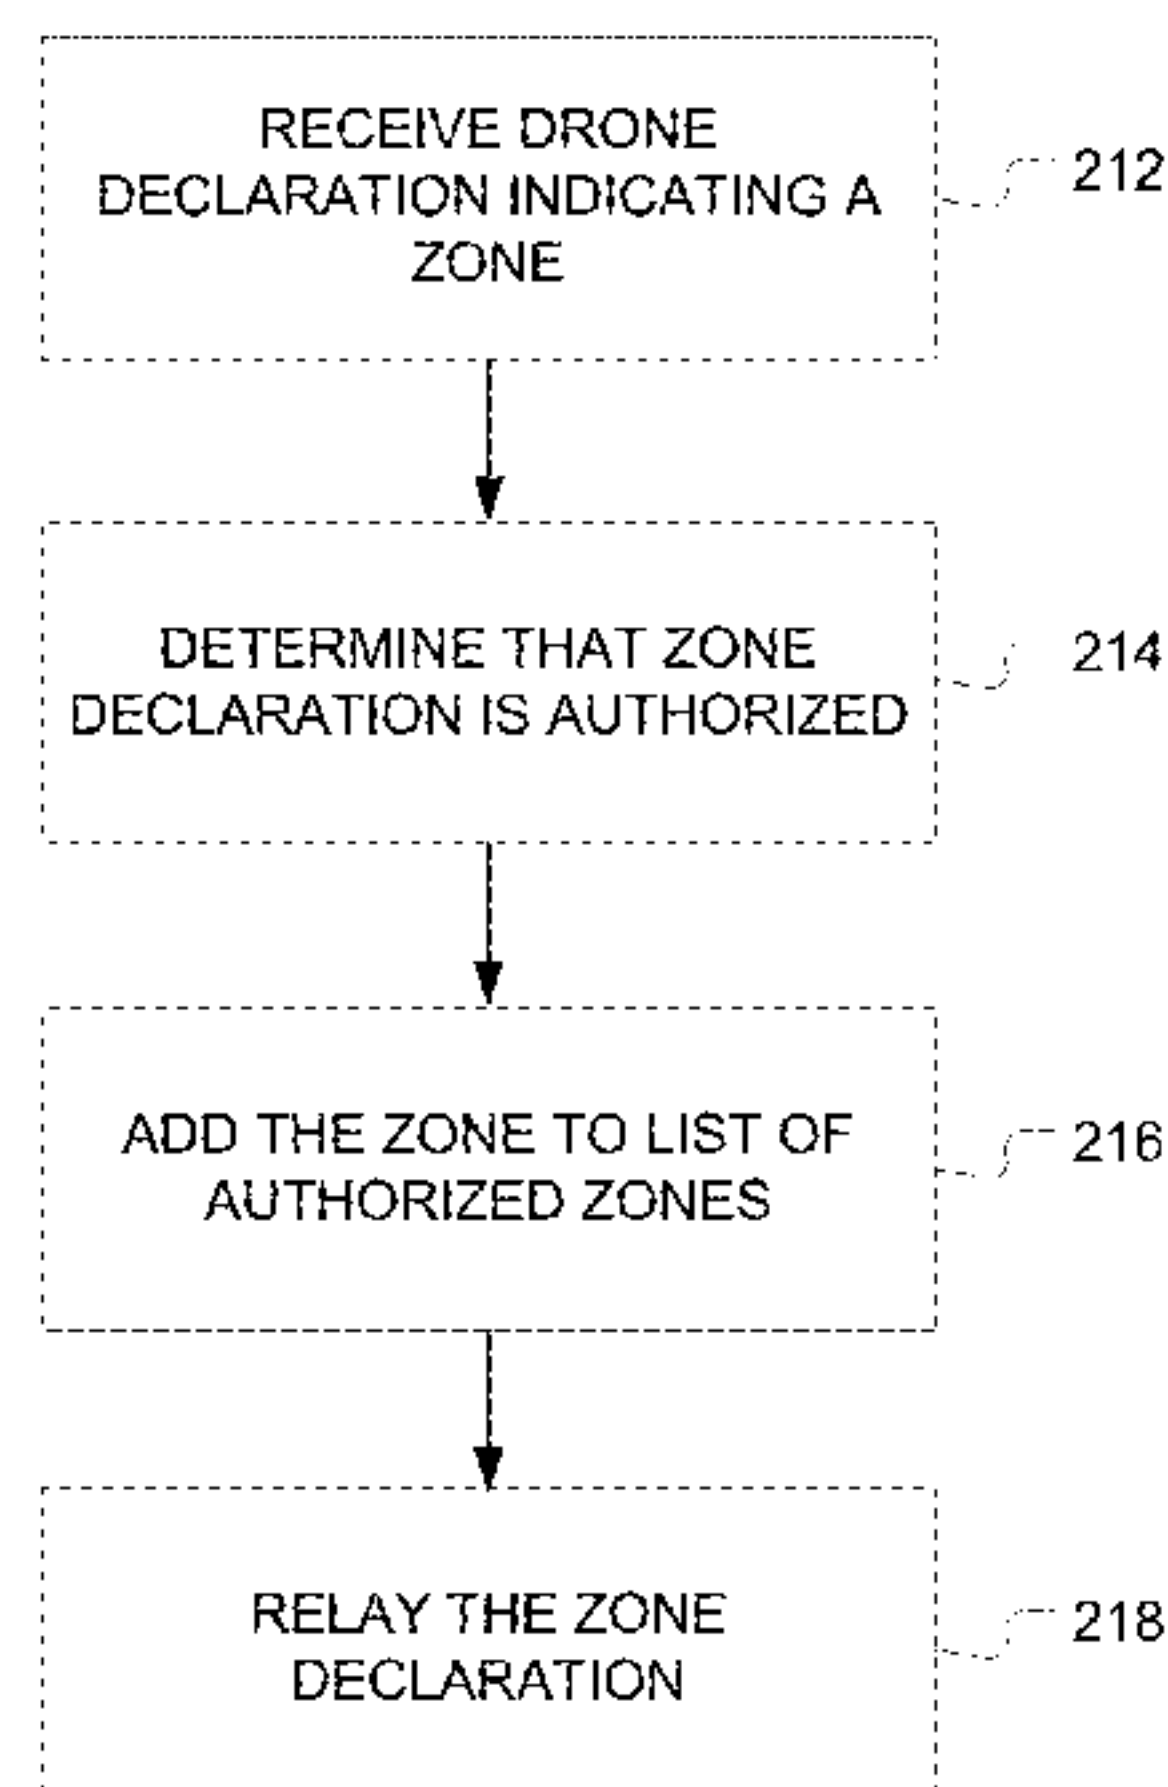 RECEIVE DRONE
DECLARATION INDICATING A
ZONE
212
DETERMINE THAT ZONE
DECLARATION IS AUTHORIZED
214
ADD THE ZONE TO LIST OF
AUTHORIZED ZONES
216
RELAY THE ZONE
DECLARATION
218